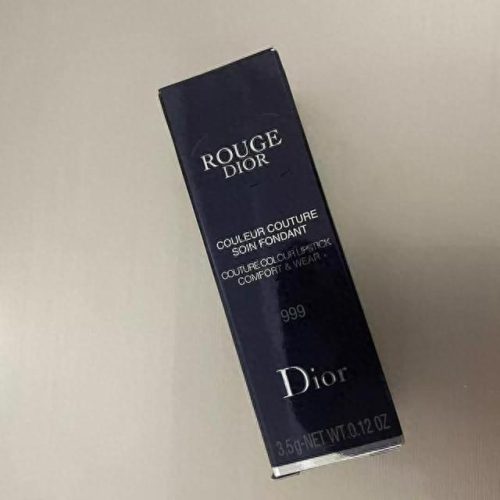 ROUGE
DIOR
COULEUR COUTURE
SOIN FONDANT
COUTURE COLOUR LIPSTICK
COMFORT & WEAR
999
Dior
3.5g-NET WT.0.12 OZ